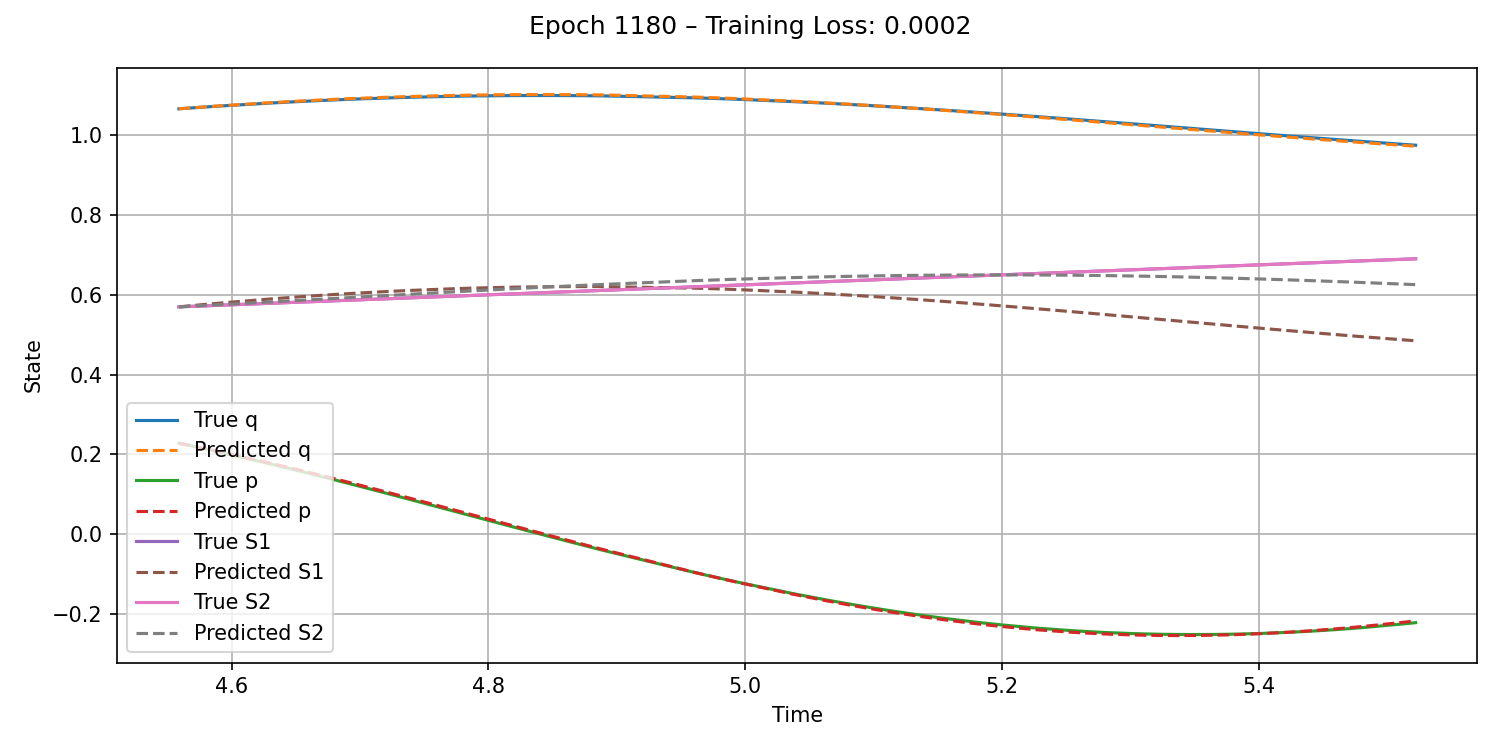 Epoch 1180 – Training Loss: 0.0002
State
1.0
0.8
0.6
0.4
0.2
0.0
−0.2
True q
Predicted q
True p
Predicted p
True S1
Predicted S1
True S2
Predicted S2
4.6 4.8 5.0 5.2 5.4
Time